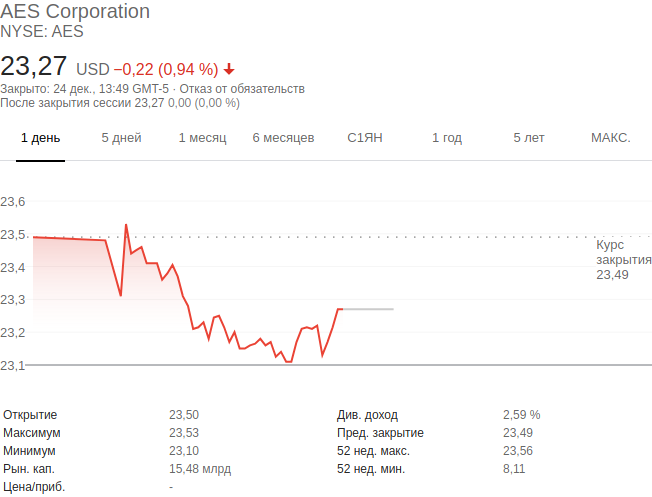 AES Corporation
NYSE: AES
23,27 USD −0,22 (0,94 %)
Закрыто: 24 дек., 13:49 GMT-5 · Отказ от обязательств
После закрытия сессии 23,27 0,00 (0,00 %)
1 день 5 дней 1 месяц 6 месяцев С1ЯН 1 год 5 лет МАКС.
23,6
23,5
23,4
23,3
23,2
23,1
Курс
закрытия
23,49
Открытие 23,50 Див. доход 2,59 %
Максимум 23,53 Пред. закрытие 23,49
Минимум 23,10 52 нед. макс. 23,56
Рын. кап. 15,48 млрд 52 нед. мин. 8,11
Цена/приб. -